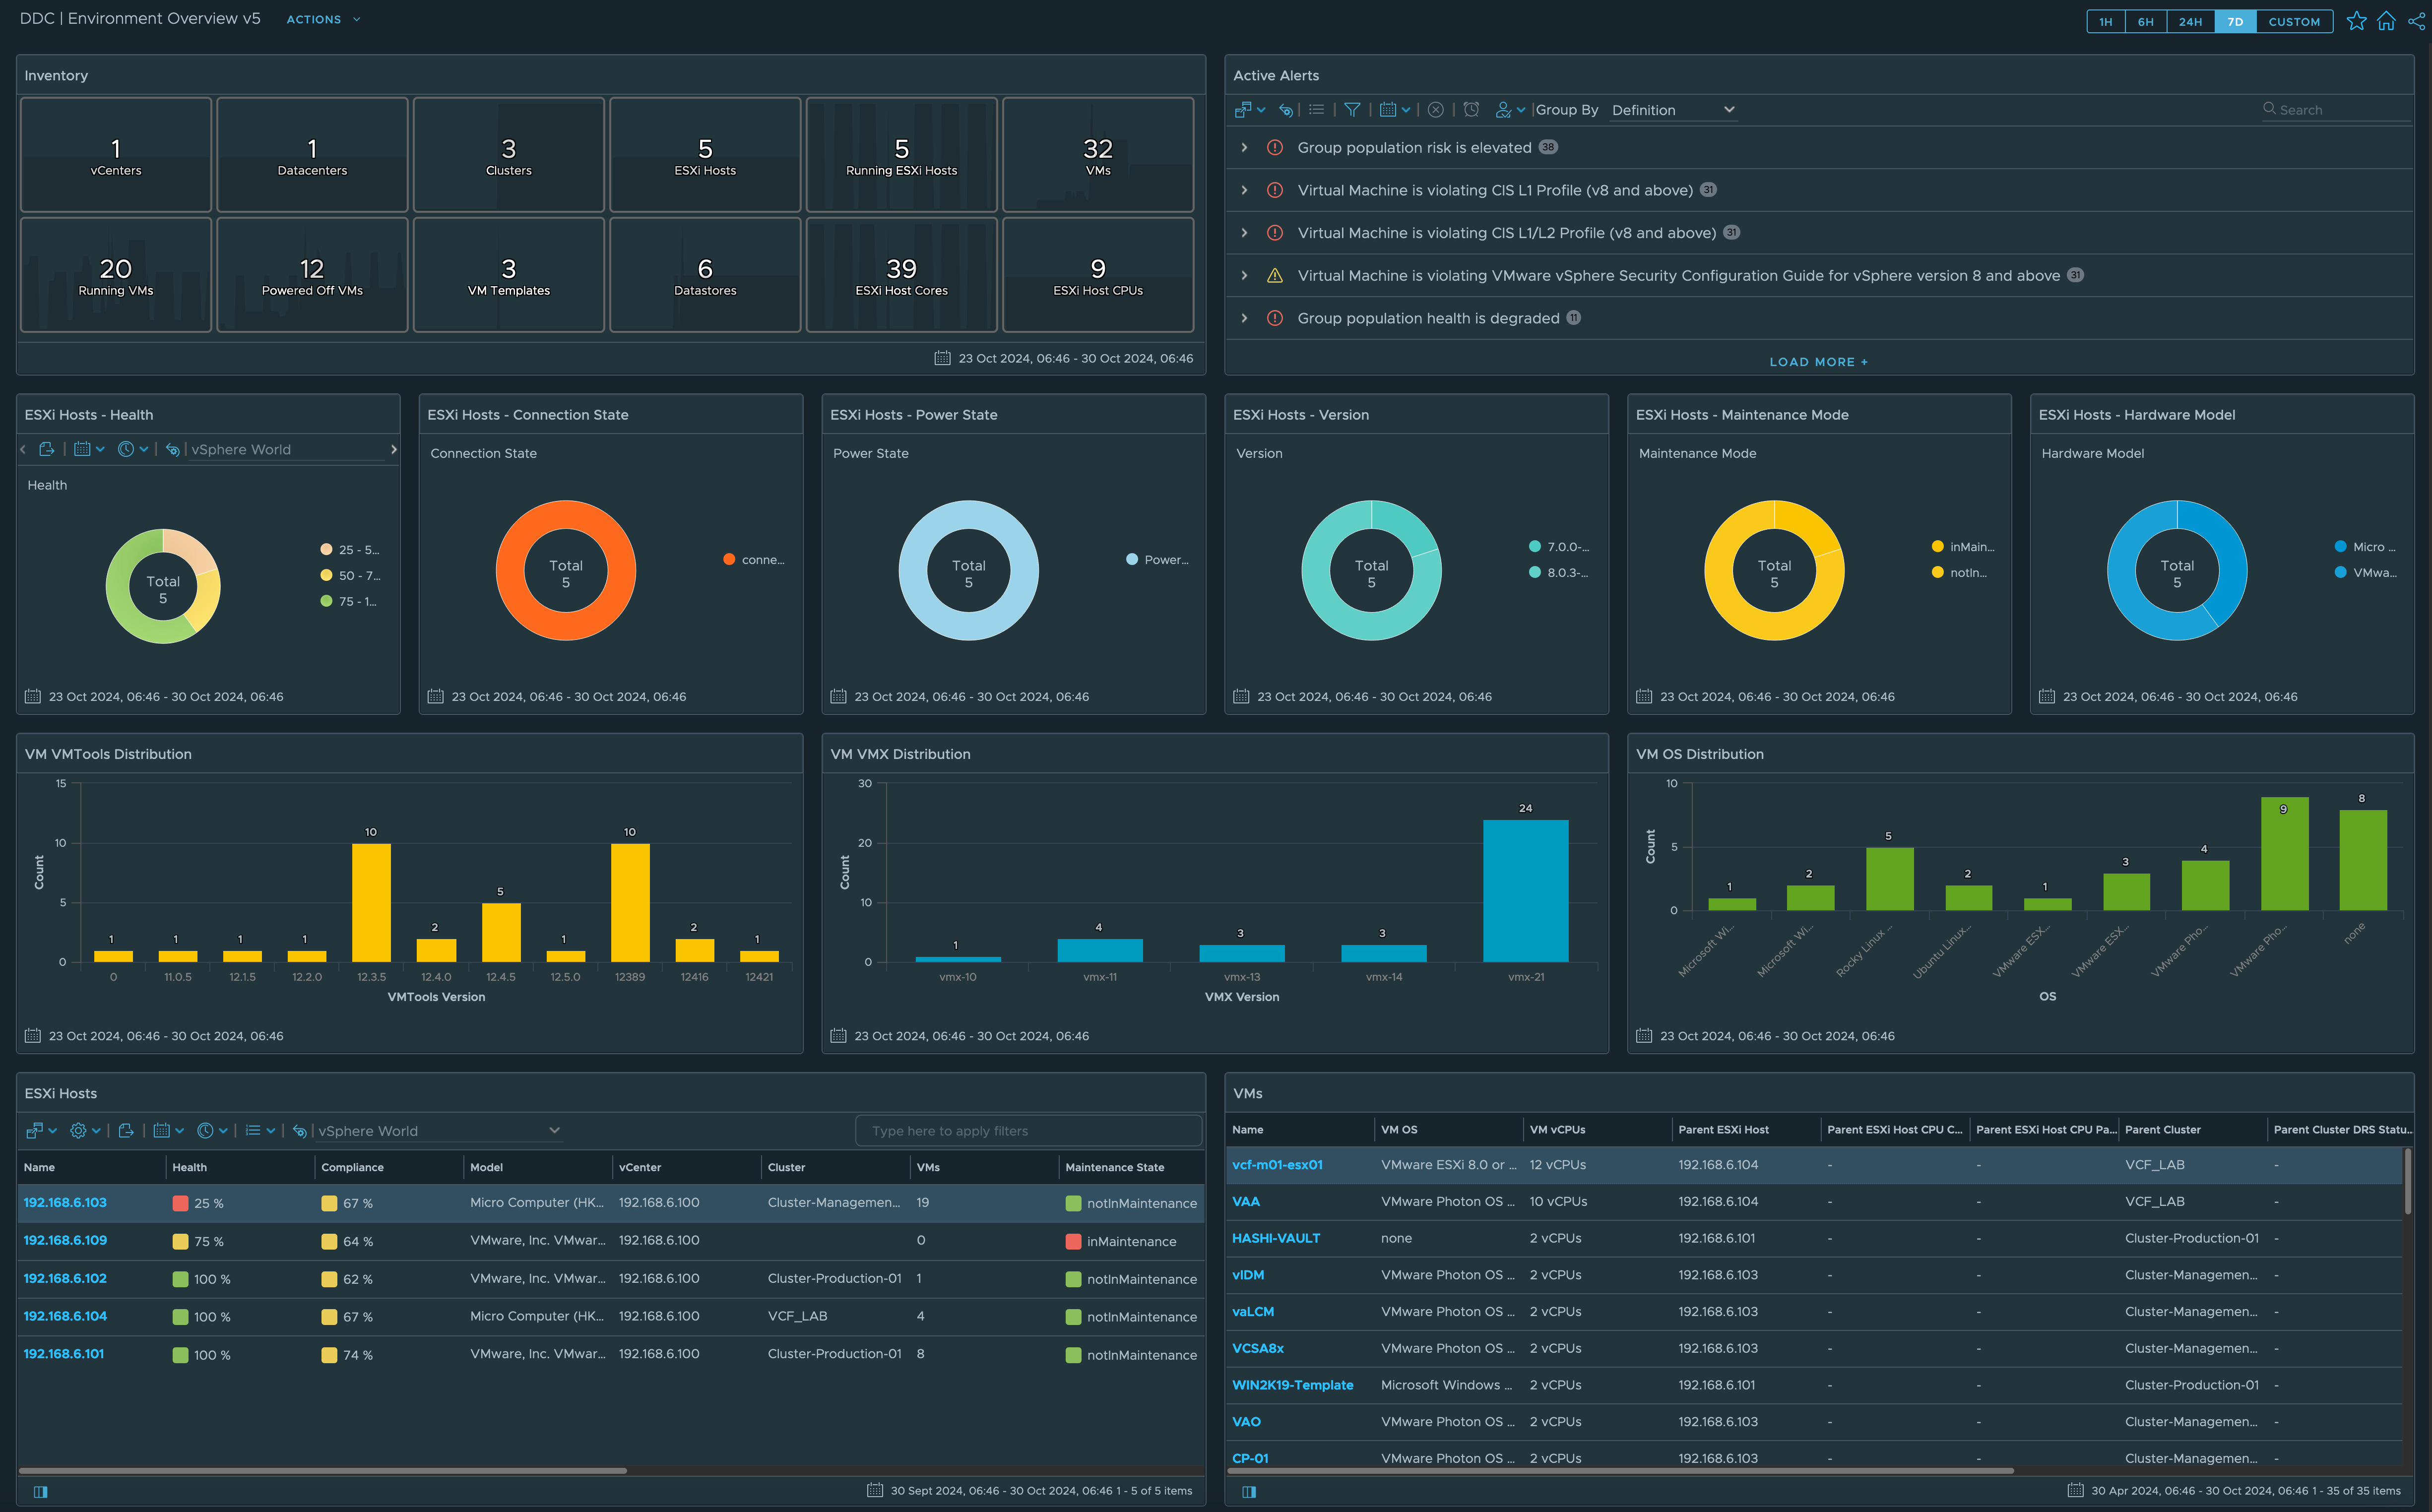 DDC | Environment Overview v5 ACTIONS 1H 6H 24H 7D CUSTOM
Inventory
1
vCenters
1
Datacenters
3
Clusters
5
ESXi Hosts
5
Running ESXi Hosts
32
VMs
20
Running VMs
12
Powered Off VMs
3
VM Templates
6
Datastores
39
ESXi Host Cores
9
ESXi Host CPUs
23 Oct 2024, 06:46 - 30 Oct 2024, 06:46
Active Alerts
Group By Definition Search
Group population risk is elevated 38
Virtual Machine is violating CIS L1 Profile (v8 and above) 31
Virtual Machine is violating CIS L1/L2 Profile (v8 and above) 31
Virtual Machine is violating VMware vSphere Security Configuration Guide for vSphere version 8 and above 31
Group population health is degraded 11
LOAD MORE +
ESXi Hosts - Health
vSphere World
Health
Total
5
25 - 5...
50 - 7...
75 - 1...
23 Oct 2024, 06:46 - 30 Oct 2024, 06:46
ESXi Hosts - Connection State
Connection State
Total
5
conne...
23 Oct 2024, 06:46 - 30 Oct 2024, 06:46
ESXi Hosts - Power State
Power State
Total
5
Power...
23 Oct 2024, 06:46 - 30 Oct 2024, 06:46
ESXi Hosts - Version
Version
Total
5
7.0.0-...
8.0.3-...
23 Oct 2024, 06:46 - 30 Oct 2024, 06:46
ESXi Hosts - Maintenance Mode
Maintenance Mode
Total
5
inMain...
notIn...
23 Oct 2024, 06:46 - 30 Oct 2024, 06:46
ESXi Hosts - Hardware Model
Hardware Model
Total
5
Micro ...
VMwa...
23 Oct 2024, 06:46 - 30 Oct 2024, 06:46
VM VMTools Distribution
Count
15
10
5
0
1 1 1 1 10 2 5 1 10 2 1
0 11.0.5 12.1.5 12.2.0 12.3.5 12.4.0 12.4.5 12.5.0 12389 12416 12421
VMTools Version
23 Oct 2024, 06:46 - 30 Oct 2024, 06:46
VM VMX Distribution
Count
30
20
10
0
1 4 3 3 24
vmx-10 vmx-11 vmx-13 vmx-14 vmx-21
VMX Version
23 Oct 2024, 06:46 - 30 Oct 2024, 06:46
VM OS Distribution
Count
10
5
0
1 2 5 2 1 3 4 9 8
Microsoft Wi... Microsoft Wi... Rocky Linux ... Ubuntu Linux... VMware ESX... VMware ESX... VMware Pho... VMware Pho... none
OS
23 Oct 2024, 06:46 - 30 Oct 2024, 06:46
ESXi Hosts
vSphere World Type here to apply filters
Name Health Compliance Model vCenter Cluster VMs Maintenance State
192.168.6.103 25 % 67 % Micro Computer (HK... 192.168.6.100 Cluster-Managemen... 19 notInMaintenance
192.168.6.109 75 % 64 % VMware, Inc. VMwar... 192.168.6.100 0 inMaintenance
192.168.6.102 100 % 62 % VMware, Inc. VMwar... 192.168.6.100 Cluster-Production-01 1 notInMaintenance
192.168.6.104 100 % 67 % Micro Computer (HK... 192.168.6.100 VCF_LAB 4 notInMaintenance
192.168.6.101 100 % 74 % VMware, Inc. VMwar... 192.168.6.100 Cluster-Production-01 8 notInMaintenance
30 Sept 2024, 06:46 - 30 Oct 2024, 06:46 1 - 5 of 5 items
VMs
Name VM OS VM vCPUs Parent ESXi Host Parent ESXi Host CPU C... Parent ESXi Host CPU Pa... Parent Cluster Parent Cluster DRS Statu...
vcf-m01-esx01 VMware ESXi 8.0 or ... 12 vCPUs 192.168.6.104 - - VCF_LAB -
VAA VMware Photon OS ... 10 vCPUs 192.168.6.104 - - VCF_LAB -
HASHI-VAULT none 2 vCPUs 192.168.6.101 - - Cluster-Production-01 -
vIDM VMware Photon OS ... 2 vCPUs 192.168.6.103 - - Cluster-Managemen... -
vaLCM VMware Photon OS ... 2 vCPUs 192.168.6.103 - - Cluster-Managemen... -
VCSA8x VMware Photon OS ... 2 vCPUs 192.168.6.103 - - Cluster-Managemen... -
WIN2K19-Template Microsoft Windows ... 2 vCPUs 192.168.6.101 - - Cluster-Production-01 -
VAO VMware Photon OS ... 2 vCPUs 192.168.6.103 - - Cluster-Managemen... -
CP-01 VMware Photon OS ... 2 vCPUs 192.168.6.103 - - Cluster-Managemen... -
30 Apr 2024, 06:46 - 30 Oct 2024, 06:46 1 - 35 of 35 items